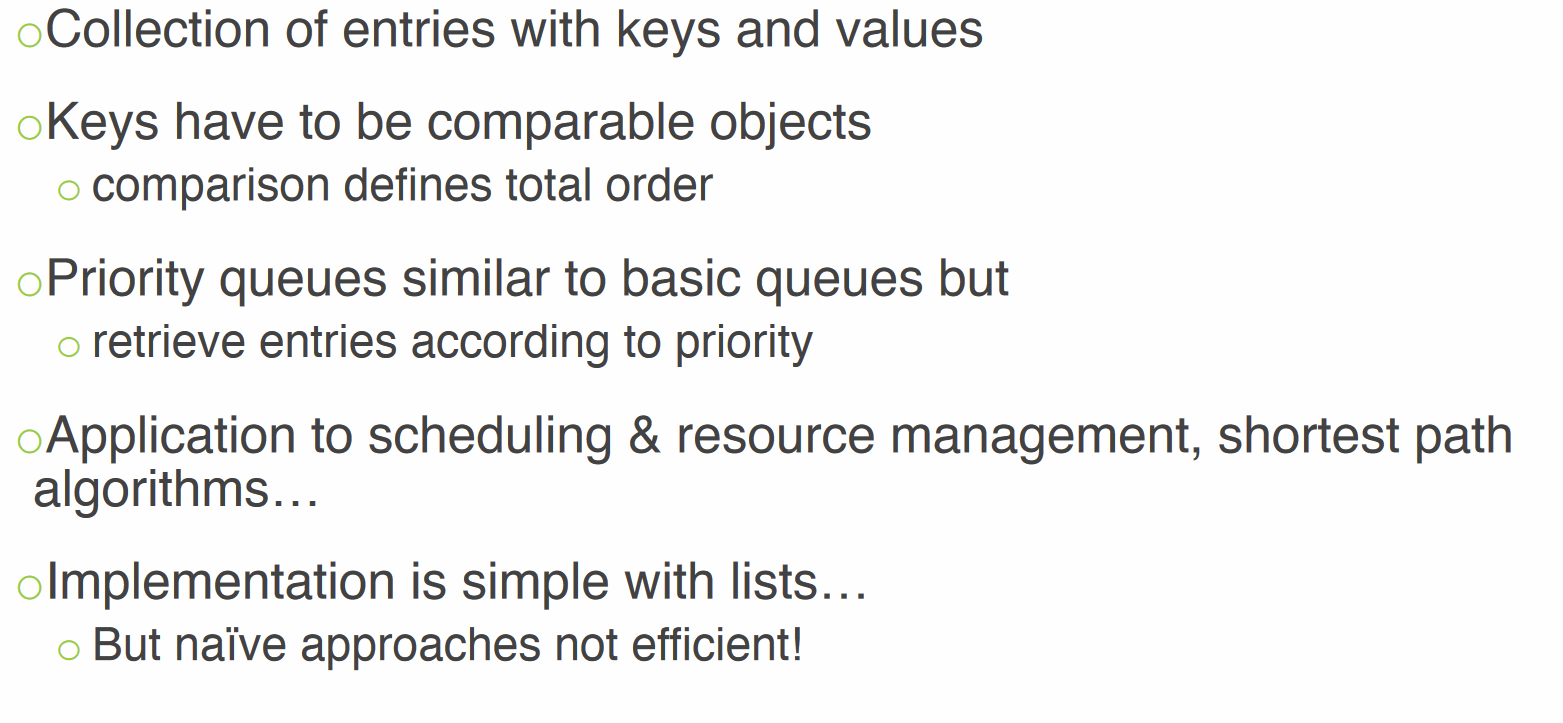 Collection of entries with keys and values
Keys have to be comparable objects
comparison defines total order
Priority queues similar to basic queues but
retrieve entries according to priority
Application to scheduling & resource management, shortest path
algorithms…
Implementation is simple with lists…
But naïve approaches not efficient!